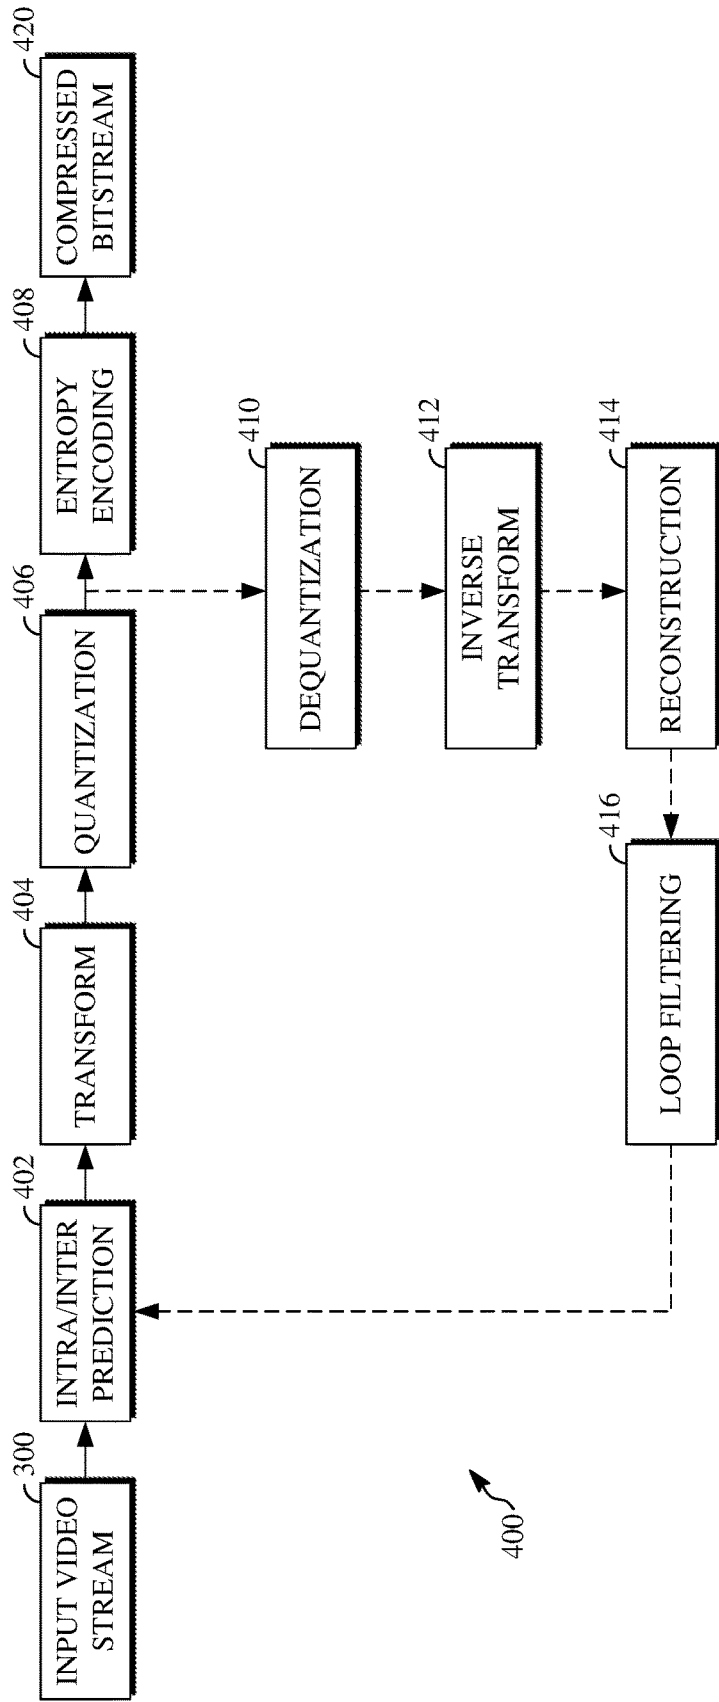 300
INPUT VIDEO
STREAM
402
INTRA/INTER
PREDICTION
404
TRANSFORM
406
QUANTIZATION
408
ENTROPY
ENCODING
420
COMPRESSED
BITSTREAM
410
DEQUANTIZATION
412
INVERSE
TRANSFORM
414
RECONSTRUCTION
416
LOOP FILTERING
400